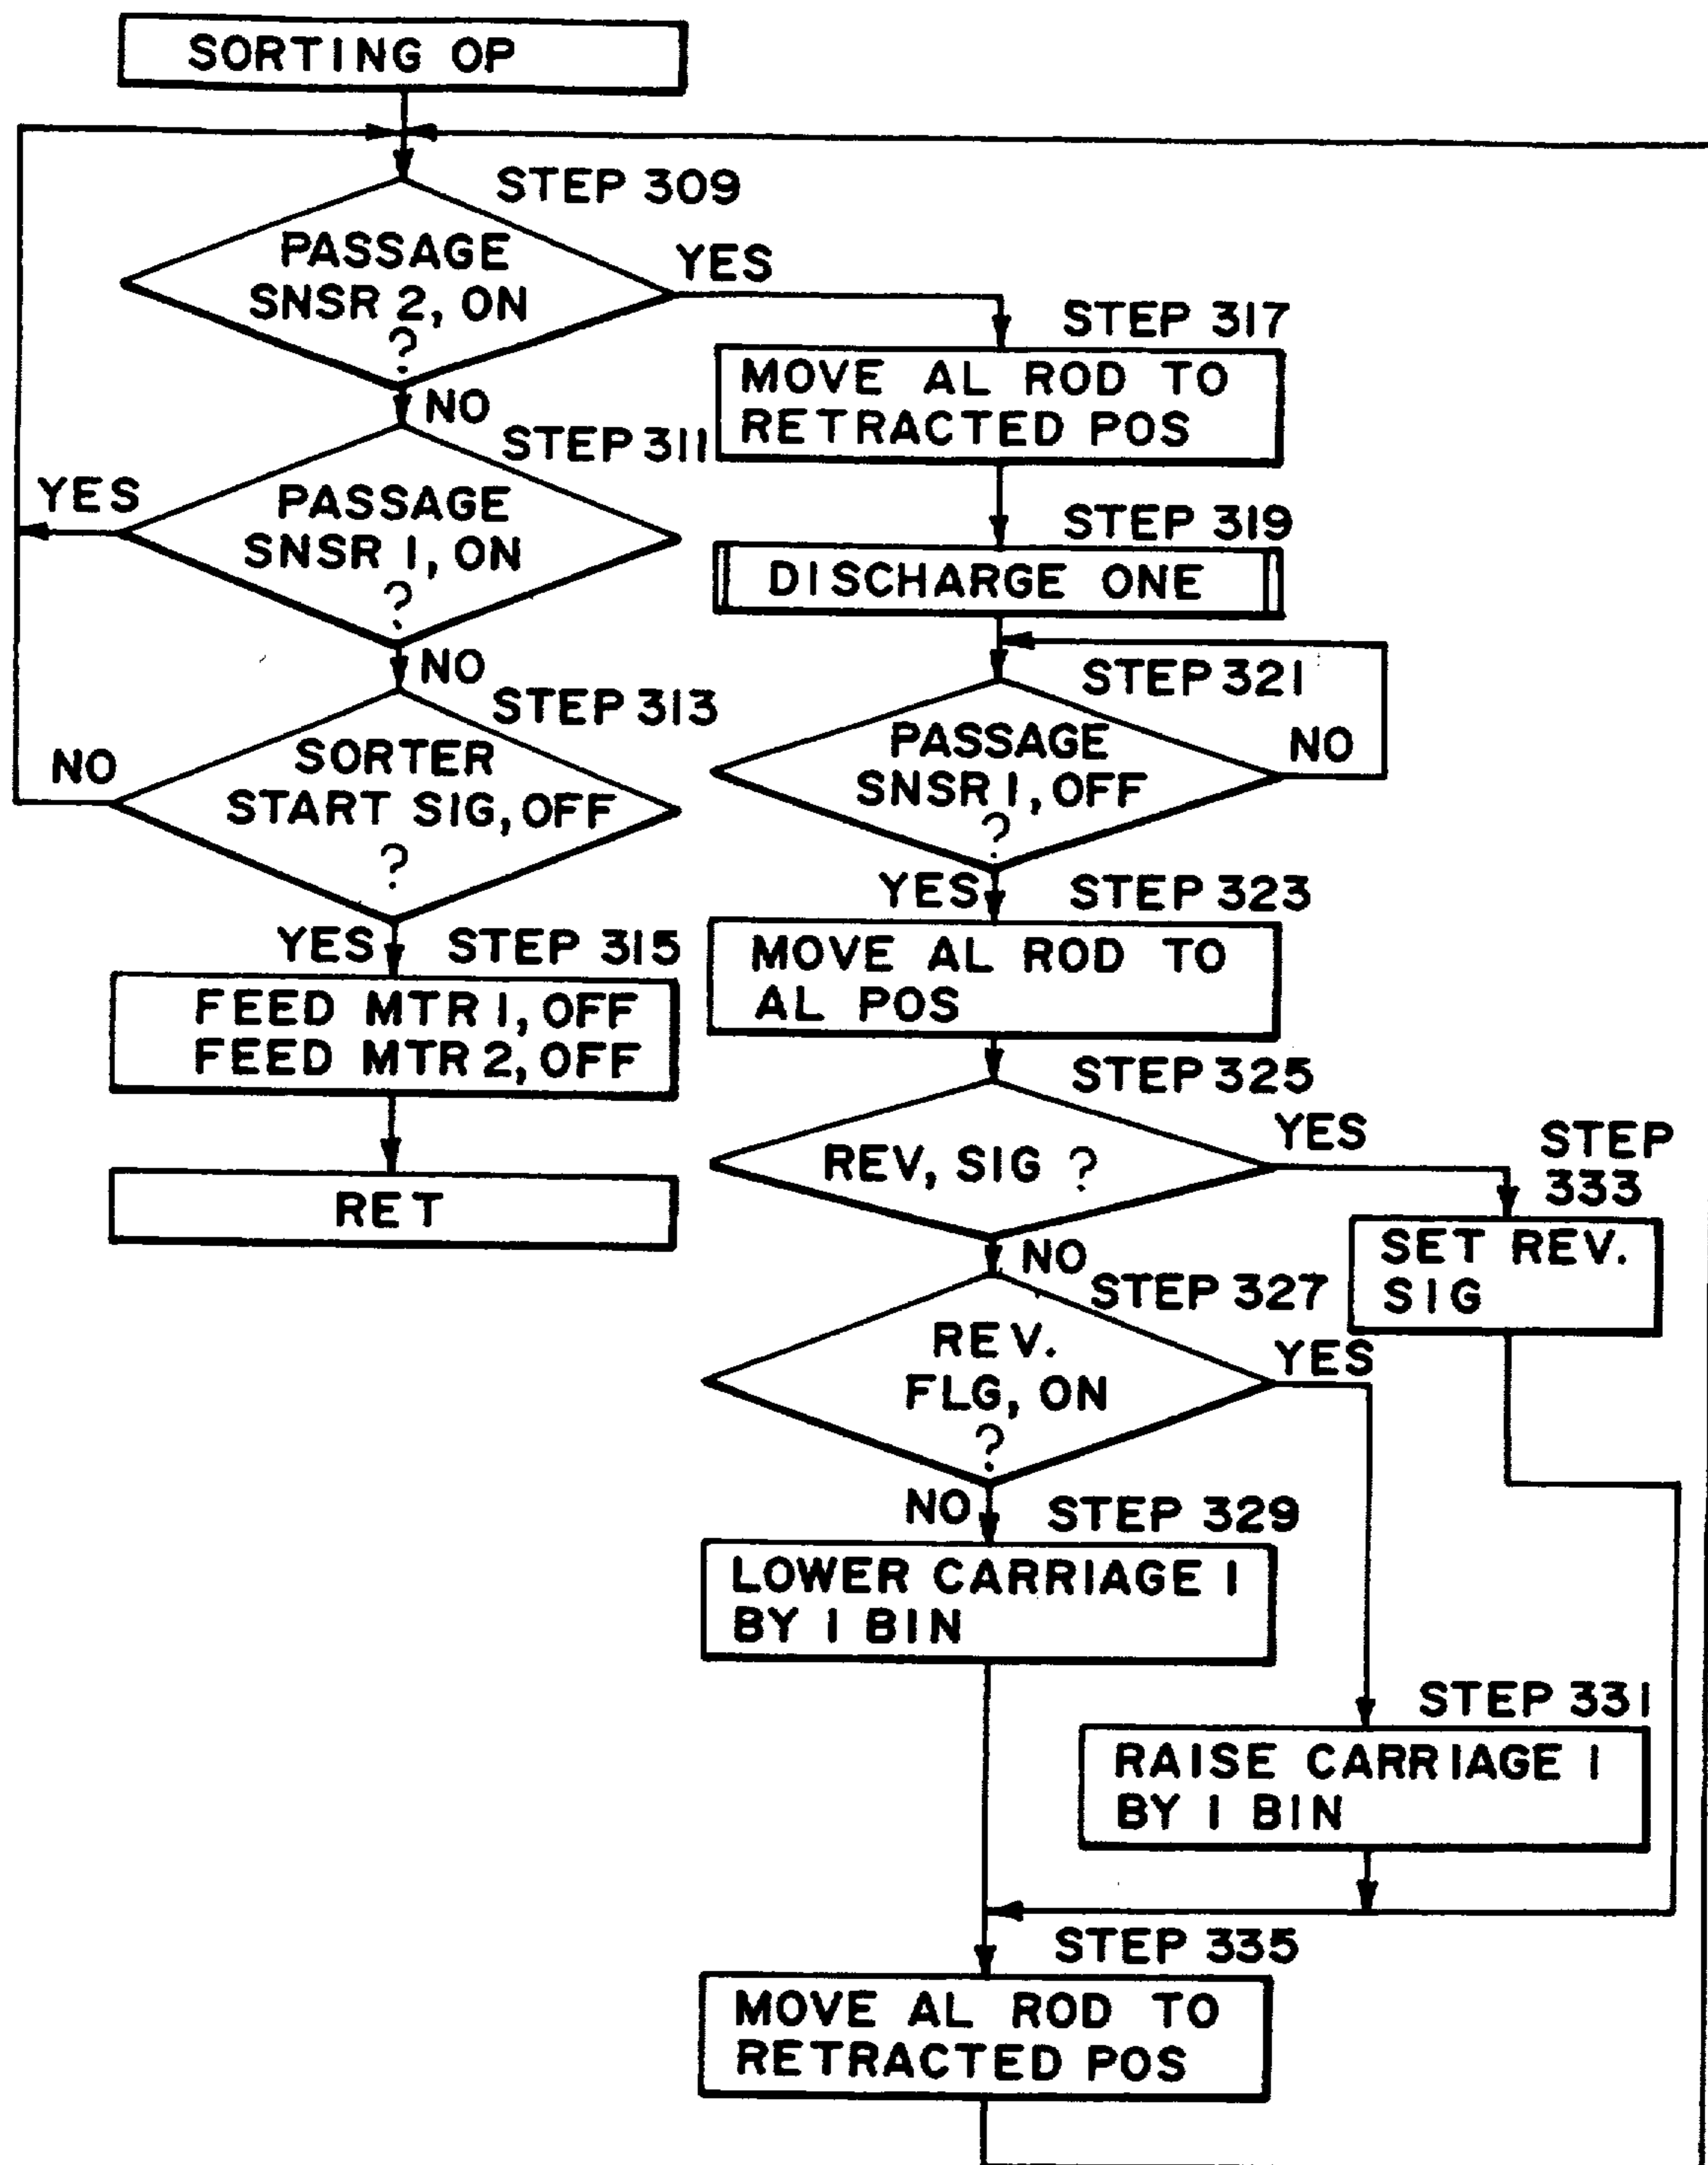 SORTING OP
STEP 309
PASSAGE
SNSR 2, ON
?
YES
NO
STEP 311
PASSAGE
SNSR 1, ON
?
YES
NO
STEP 313
SORTER
START SIG, OFF
?
NO
YES
STEP 315
FEED MTR 1, OFF
FEED MTR 2, OFF
RET
STEP 317
MOVE AL ROD TO
RETRACTED POS
STEP 319
DISCHARGE ONE
STEP 321
PASSAGE
SNSR 1, OFF
?
NO
YES
STEP 323
MOVE AL ROD TO
AL POS
STEP 325
REV, SIG ?
YES
NO
STEP
333
SET REV.
SIG
STEP 327
REV.
FLG, ON
?
YES
NO
STEP 329
LOWER CARRIAGE 1
BY 1 BIN
STEP 331
RAISE CARRIAGE 1
BY 1 BIN
STEP 335
MOVE AL ROD TO
RETRACTED POS